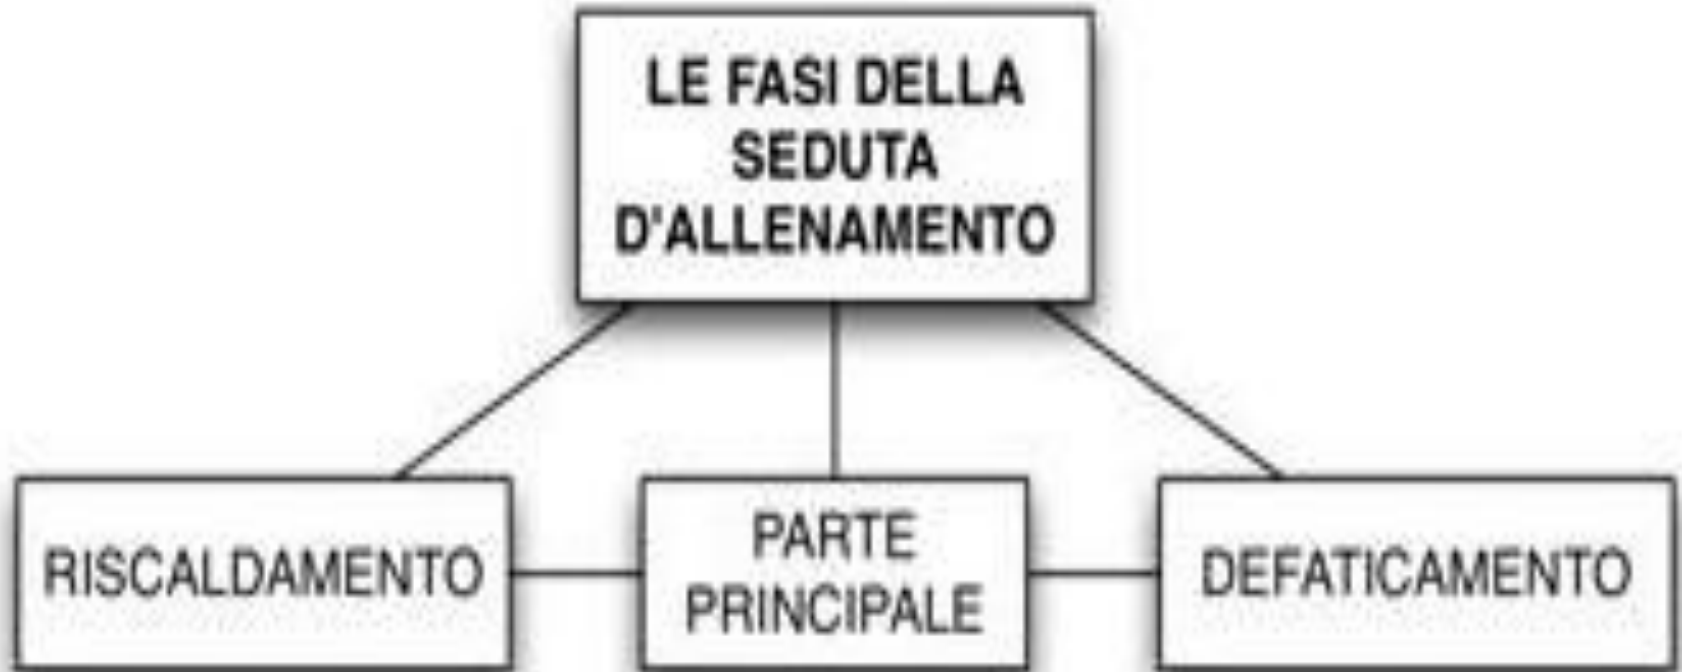 LE FASI DELLA
SEDUTA
D'ALLENAMENTO
RISCALDAMENTO
PARTE
PRINCIPALE
DEFATICAMENTO